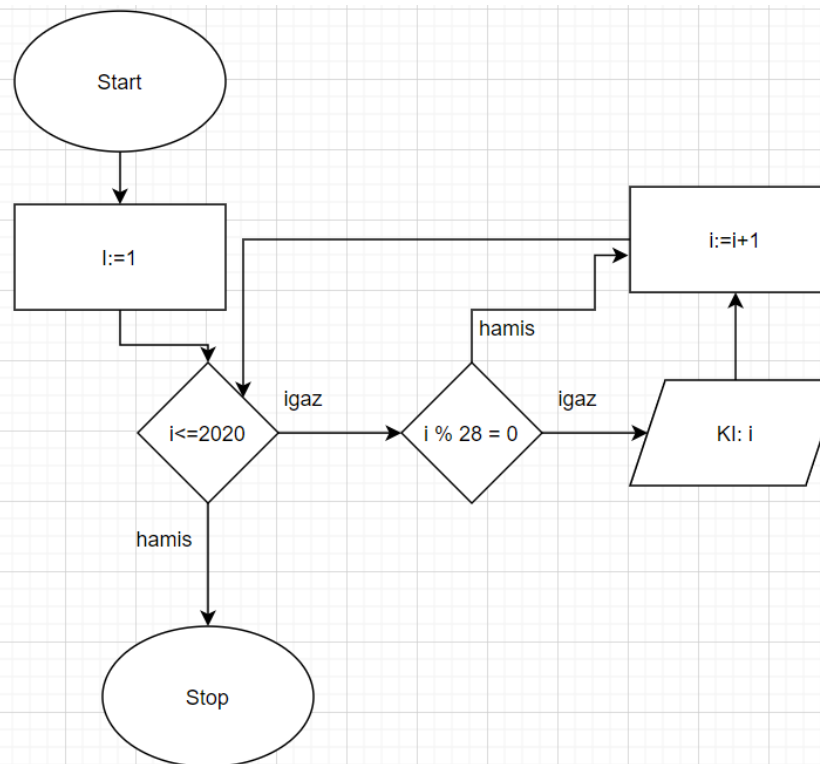 Start
I:=1
i<=2020
igaz
hamis
i % 28 = 0
igaz
hamis
KI: i
i:=i+1
Stop